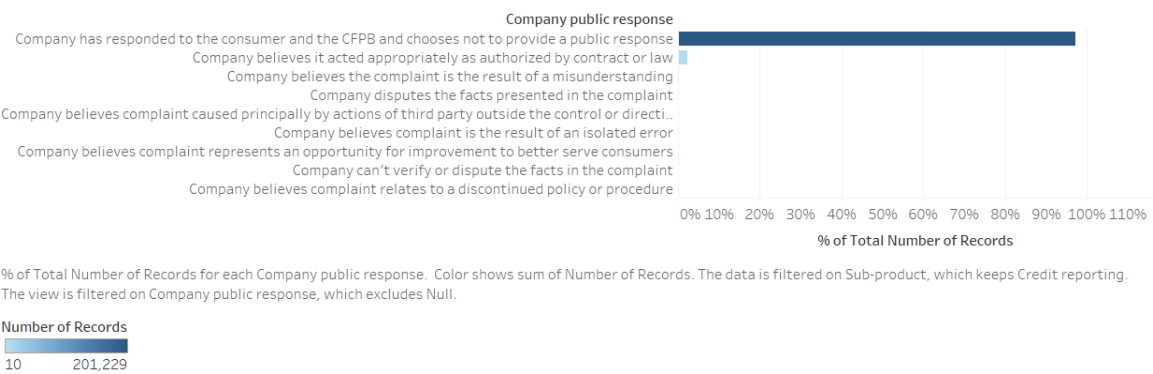 Company public response
Company has responded to the consumer and the CFPB and chooses not to provide a public response
Company believes it acted appropriately as authorized by contract or law
Company believes the complaint is the result of a misunderstanding
Company disputes the facts presented in the complaint
Company believes complaint caused principally by actions of third party outside the control or directi..
Company believes complaint is the result of an isolated error
Company believes complaint represents an opportunity for improvement to better serve consumers
Company can't verify or dispute the facts in the complaint
Company believes complaint relates to a discontinued policy or procedure
0% 10% 20% 30% 40% 50% 60% 70% 80% 90% 100% 110%
% of Total Number of Records
% of Total Number of Records for each Company public response. Color shows sum of Number of Records. The data is filtered on Sub-product, which keeps Credit reporting.
The view is filtered on Company public response, which excludes Null.
Number of Records
10 201,229